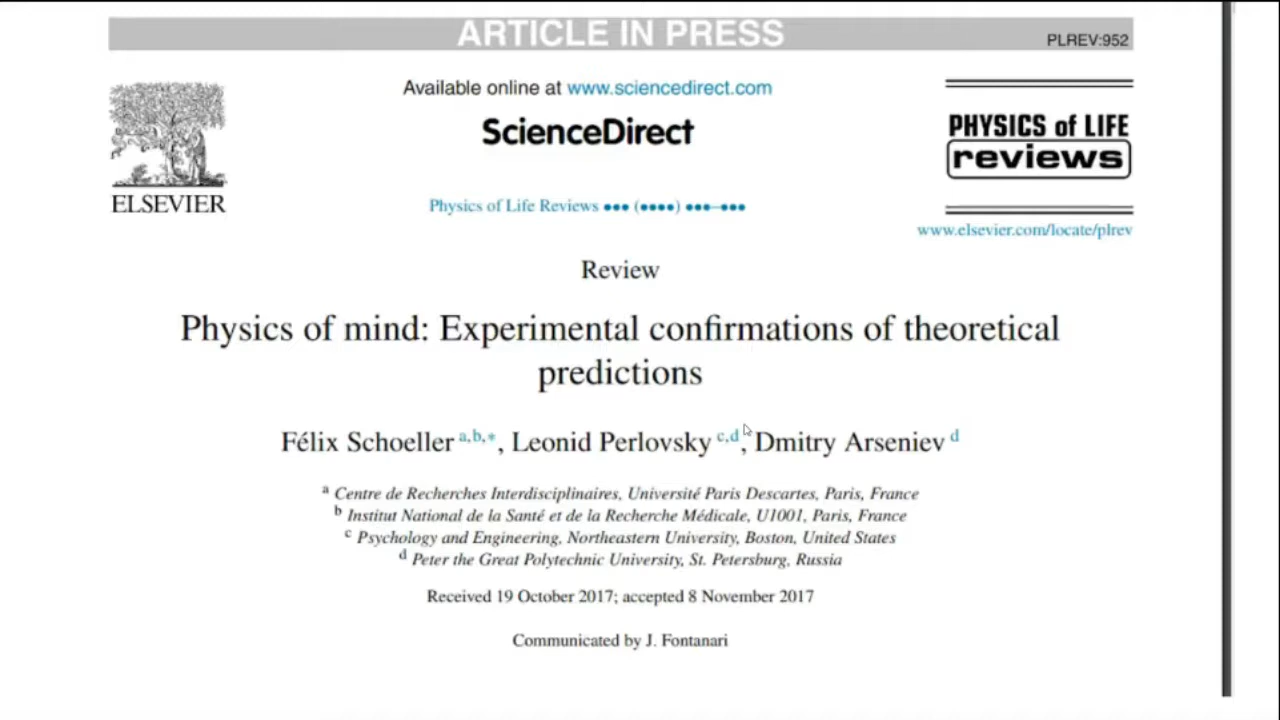 ARTICLE IN PRESS
PLREV:952
Available online at www.sciencedirect.com
ScienceDirect
ELSEVIER
PHYSICS of LIFE
reviews
Physics of Life Reviews ••• (••••) •••–•••
www.elsevier.com/locate/plrev
Review
Physics of mind: Experimental confirmations of theoretical
predictions
Félix Schoeller a,b,*, Leonid Perlovsky c,d, Dmitry Arseniev d
a Centre de Recherches Interdisciplinaires, Université Paris Descartes, Paris, France
b Institut National de la Santé et de la Recherche Médicale, U1001, Paris, France
c Psychology and Engineering, Northeastern University, Boston, United States
d Peter the Great Polytechnic University, St. Petersburg, Russia
Received 19 October 2017; accepted 8 November 2017
Communicated by J. Fontanari